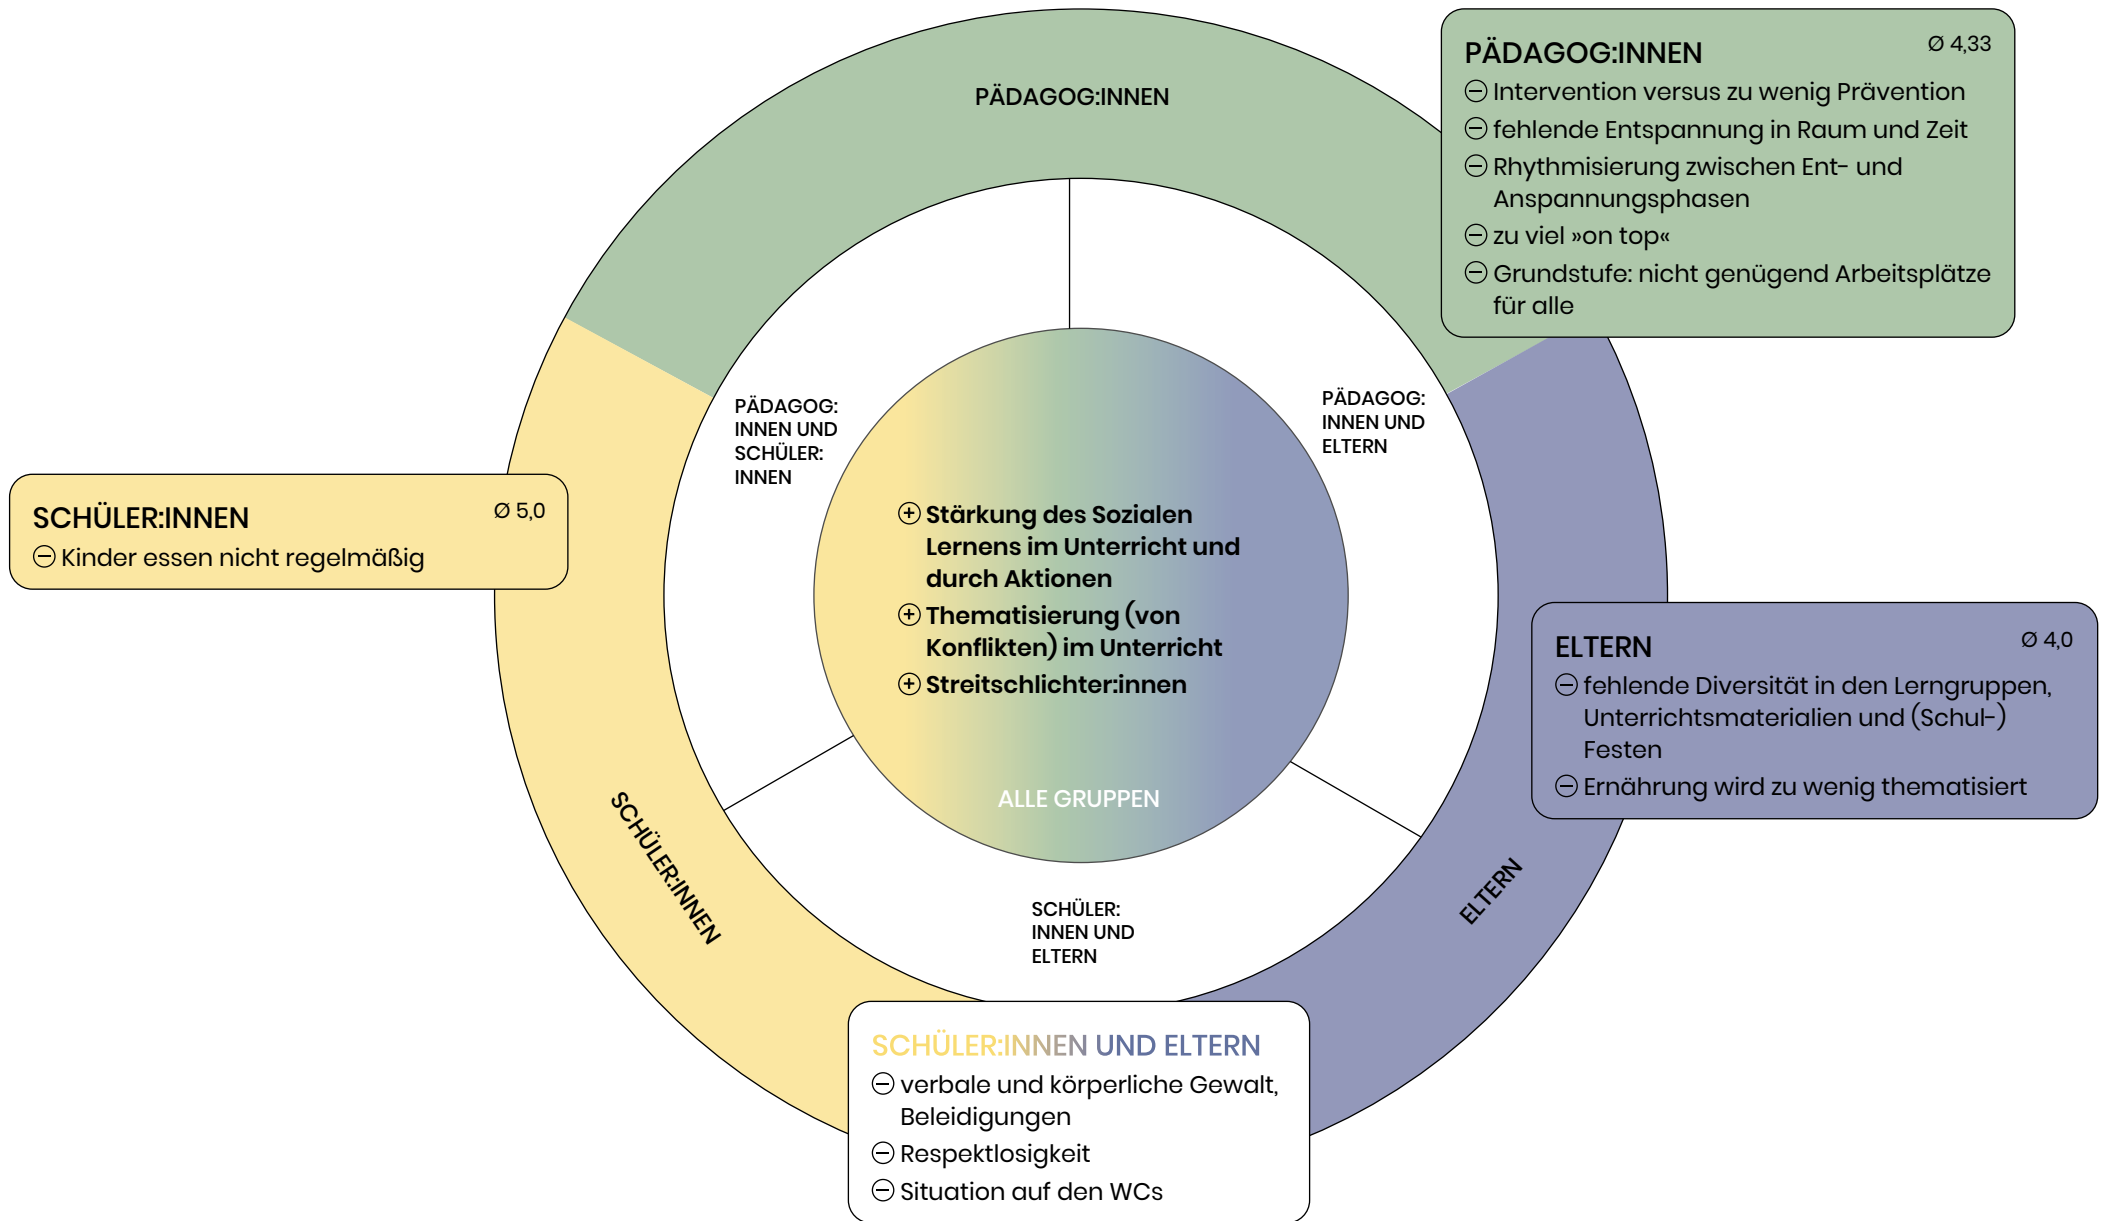 PÄDAGOG:INNEN
PÄDAGOG:INNEN Ø 4,33
⊖ Intervention versus zu wenig Prävention
⊖ fehlende Entspannung in Raum und Zeit
⊖ Rhythmisierung zwischen Ent- und
Anspannungsphasen
⊖ zu viel »on top«
⊖ Grundstufe: nicht genügend Arbeitsplätze
für alle
PÄDAGOG:
INNEN UND
SCHÜLER:
INNEN
PÄDAGOG:
INNEN UND
ELTERN
SCHÜLER:INNEN Ø 5,0
⊖ Kinder essen nicht regelmäßig
⊕ Stärkung des Sozialen
Lernens im Unterricht und
durch Aktionen
⊕ Thematisierung (von
Konflikten) im Unterricht
⊕ Streitschlichter:innen
ALLE GRUPPEN
ELTERN Ø 4,0
⊖ fehlende Diversität in den Lerngruppen,
Unterrichtsmaterialien und (Schul-)
Festen
⊖ Ernährung wird zu wenig thematisiert
SCHÜLER:INNEN
ELTERN
SCHÜLER:
INNEN UND
ELTERN
SCHÜLER:INNEN UND ELTERN
⊖ verbale und körperliche Gewalt,
Beleidigungen
⊖ Respektlosigkeit
⊖ Situation auf den WCs